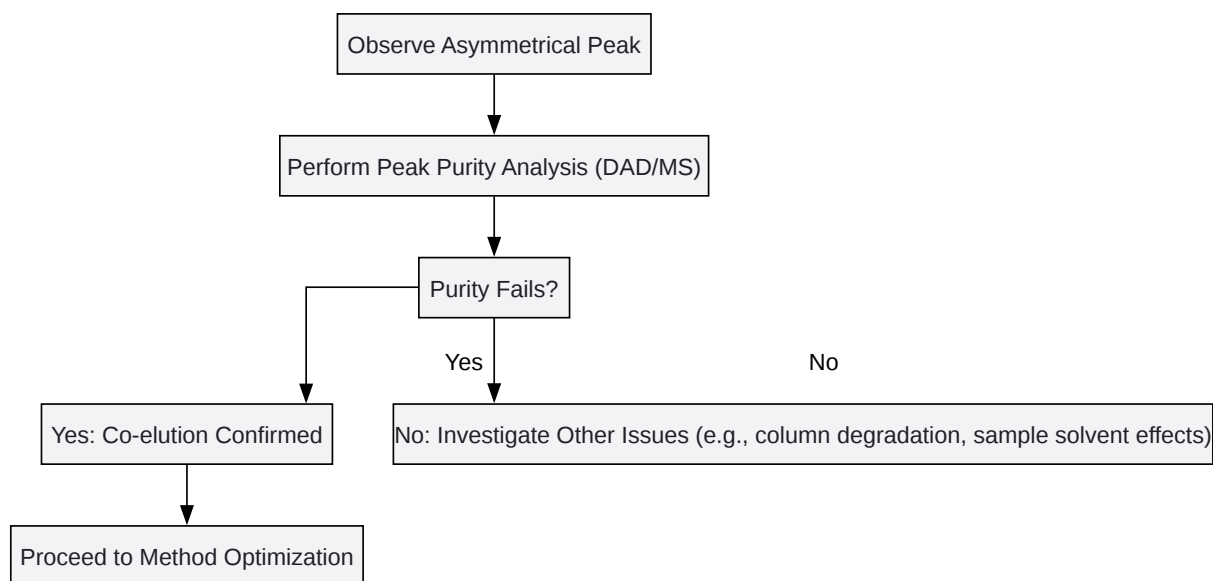 Observe Asymmetrical Peak
Perform Peak Purity Analysis (DAD/MS)
Purity Fails?
Yes
No
Yes: Co-elution Confirmed
No: Investigate Other Issues (e.g., column degradation, sample solvent effects)
Proceed to Method Optimization